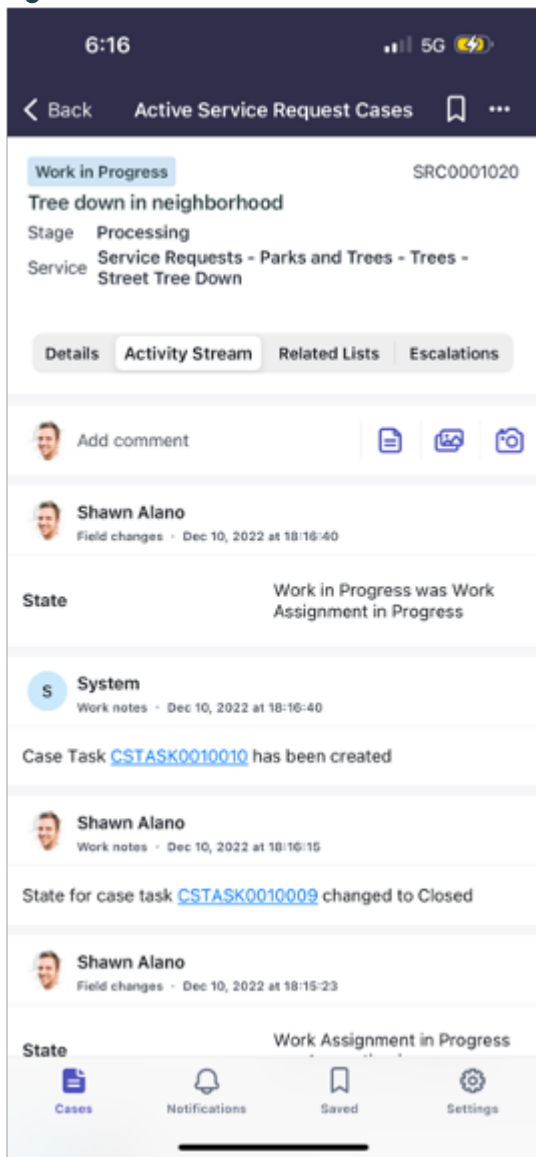 6:16
5G
Back Active Service Request Cases
Work in Progress SRC0001020
Tree down in neighborhood
Stage Processing
Service Service Requests - Parks and Trees - Trees -
Street Tree Down
Details Activity Stream Related Lists Escalations
Add comment
Shawn Alano
Field changes · Dec 10, 2022 at 18:16:40
State Work in Progress was Work
Assignment in Progress
S System
Work notes · Dec 10, 2022 at 18:16:40
Case Task CSTASK0010010 has been created
Shawn Alano
Work notes · Dec 10, 2022 at 18:16:15
State for case task CSTASK0010009 changed to Closed
Shawn Alano
Field changes · Dec 10, 2022 at 18:15:23
State Work Assignment in Progress
Cases Notifications Saved Settings